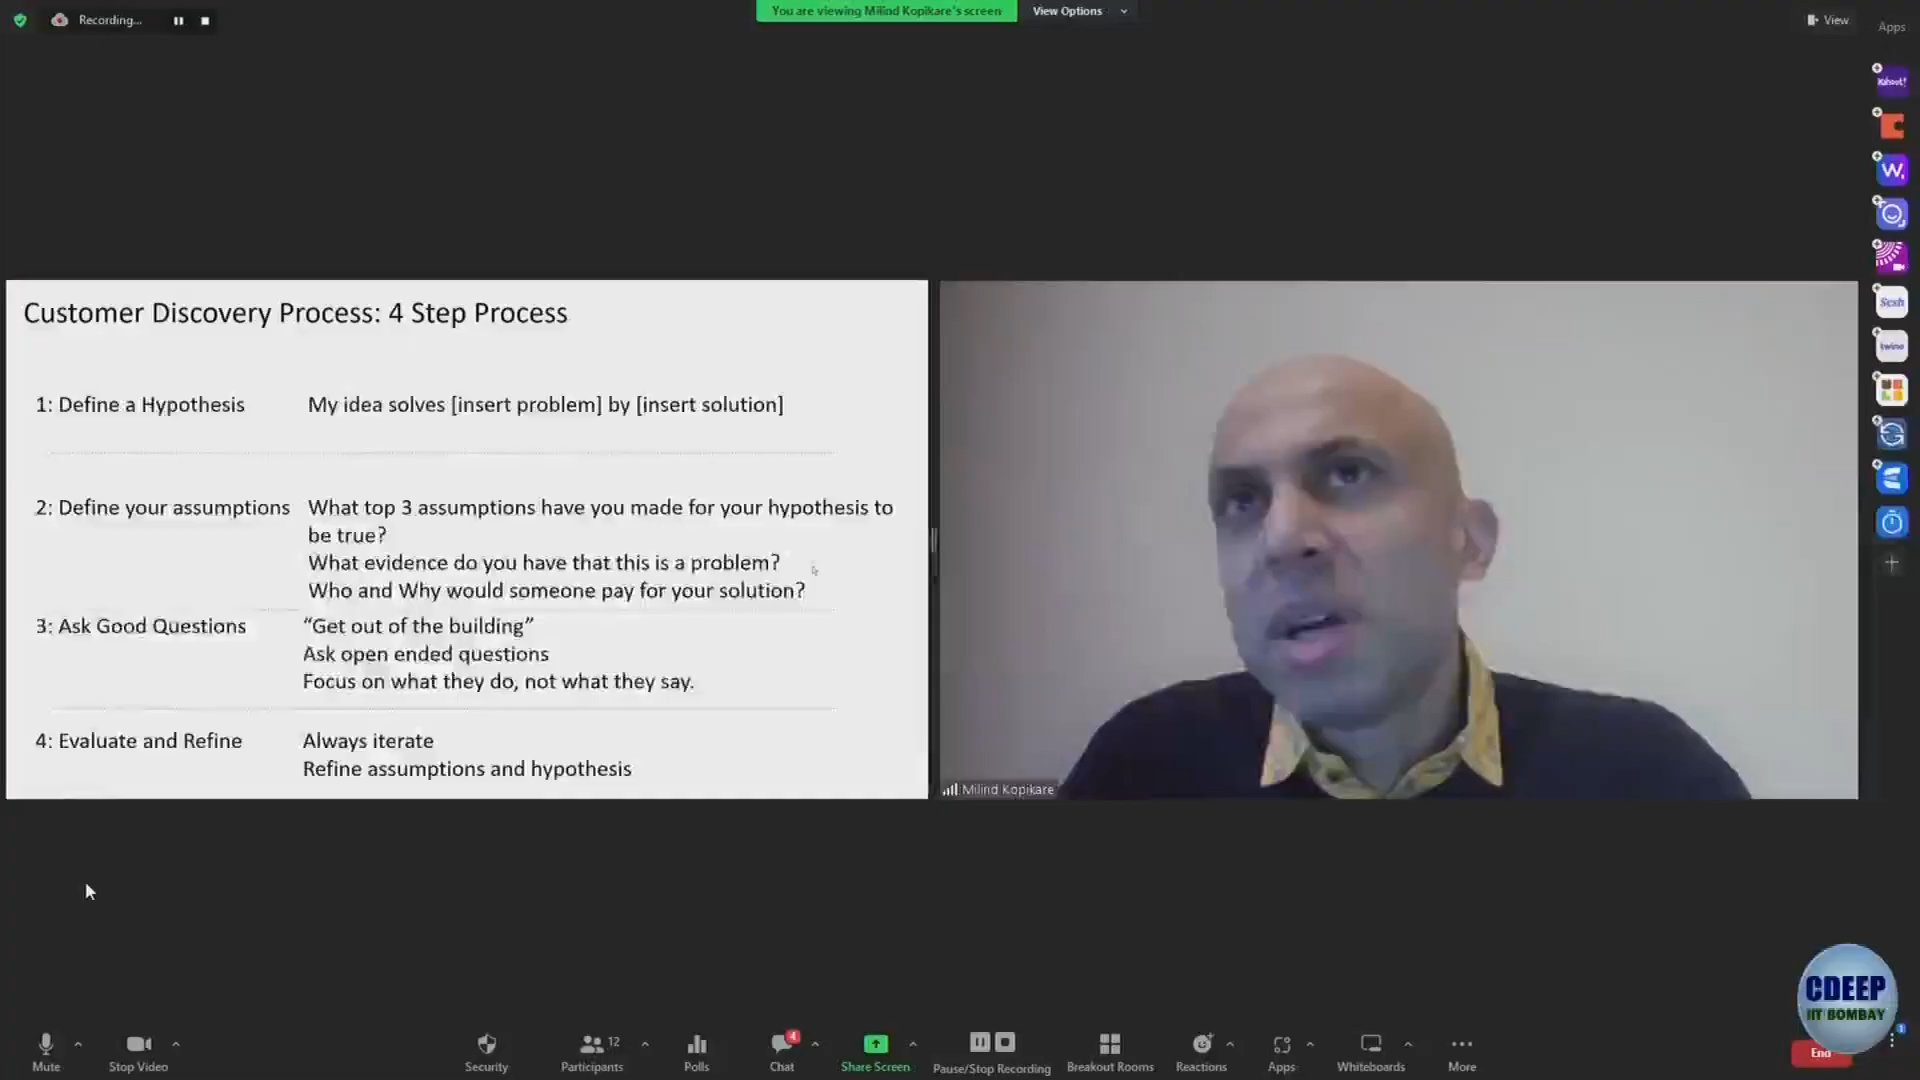 Recording...
You are viewing Milind Kopikare's screen
View Options
View
Apps
Kahoot!
W,
Sesh
twine
Customer Discovery Process: 4 Step Process
1: Define a Hypothesis
My idea solves [insert problem] by [insert solution]
2: Define your assumptions
What top 3 assumptions have you made for your hypothesis to
be true?
What evidence do you have that this is a problem?
Who and Why would someone pay for your solution?
3: Ask Good Questions
“Get out of the building”
Ask open ended questions
Focus on what they do, not what they say.
4: Evaluate and Refine
Always iterate
Refine assumptions and hypothesis
Milind Kopikare
CDEEP
IIT BOMBAY
Mute
Stop Video
Security
12
Participants
Polls
4
Chat
Share Screen
Pause/Stop Recording
Breakout Rooms
Reactions
Apps
Whiteboards
More
1
End